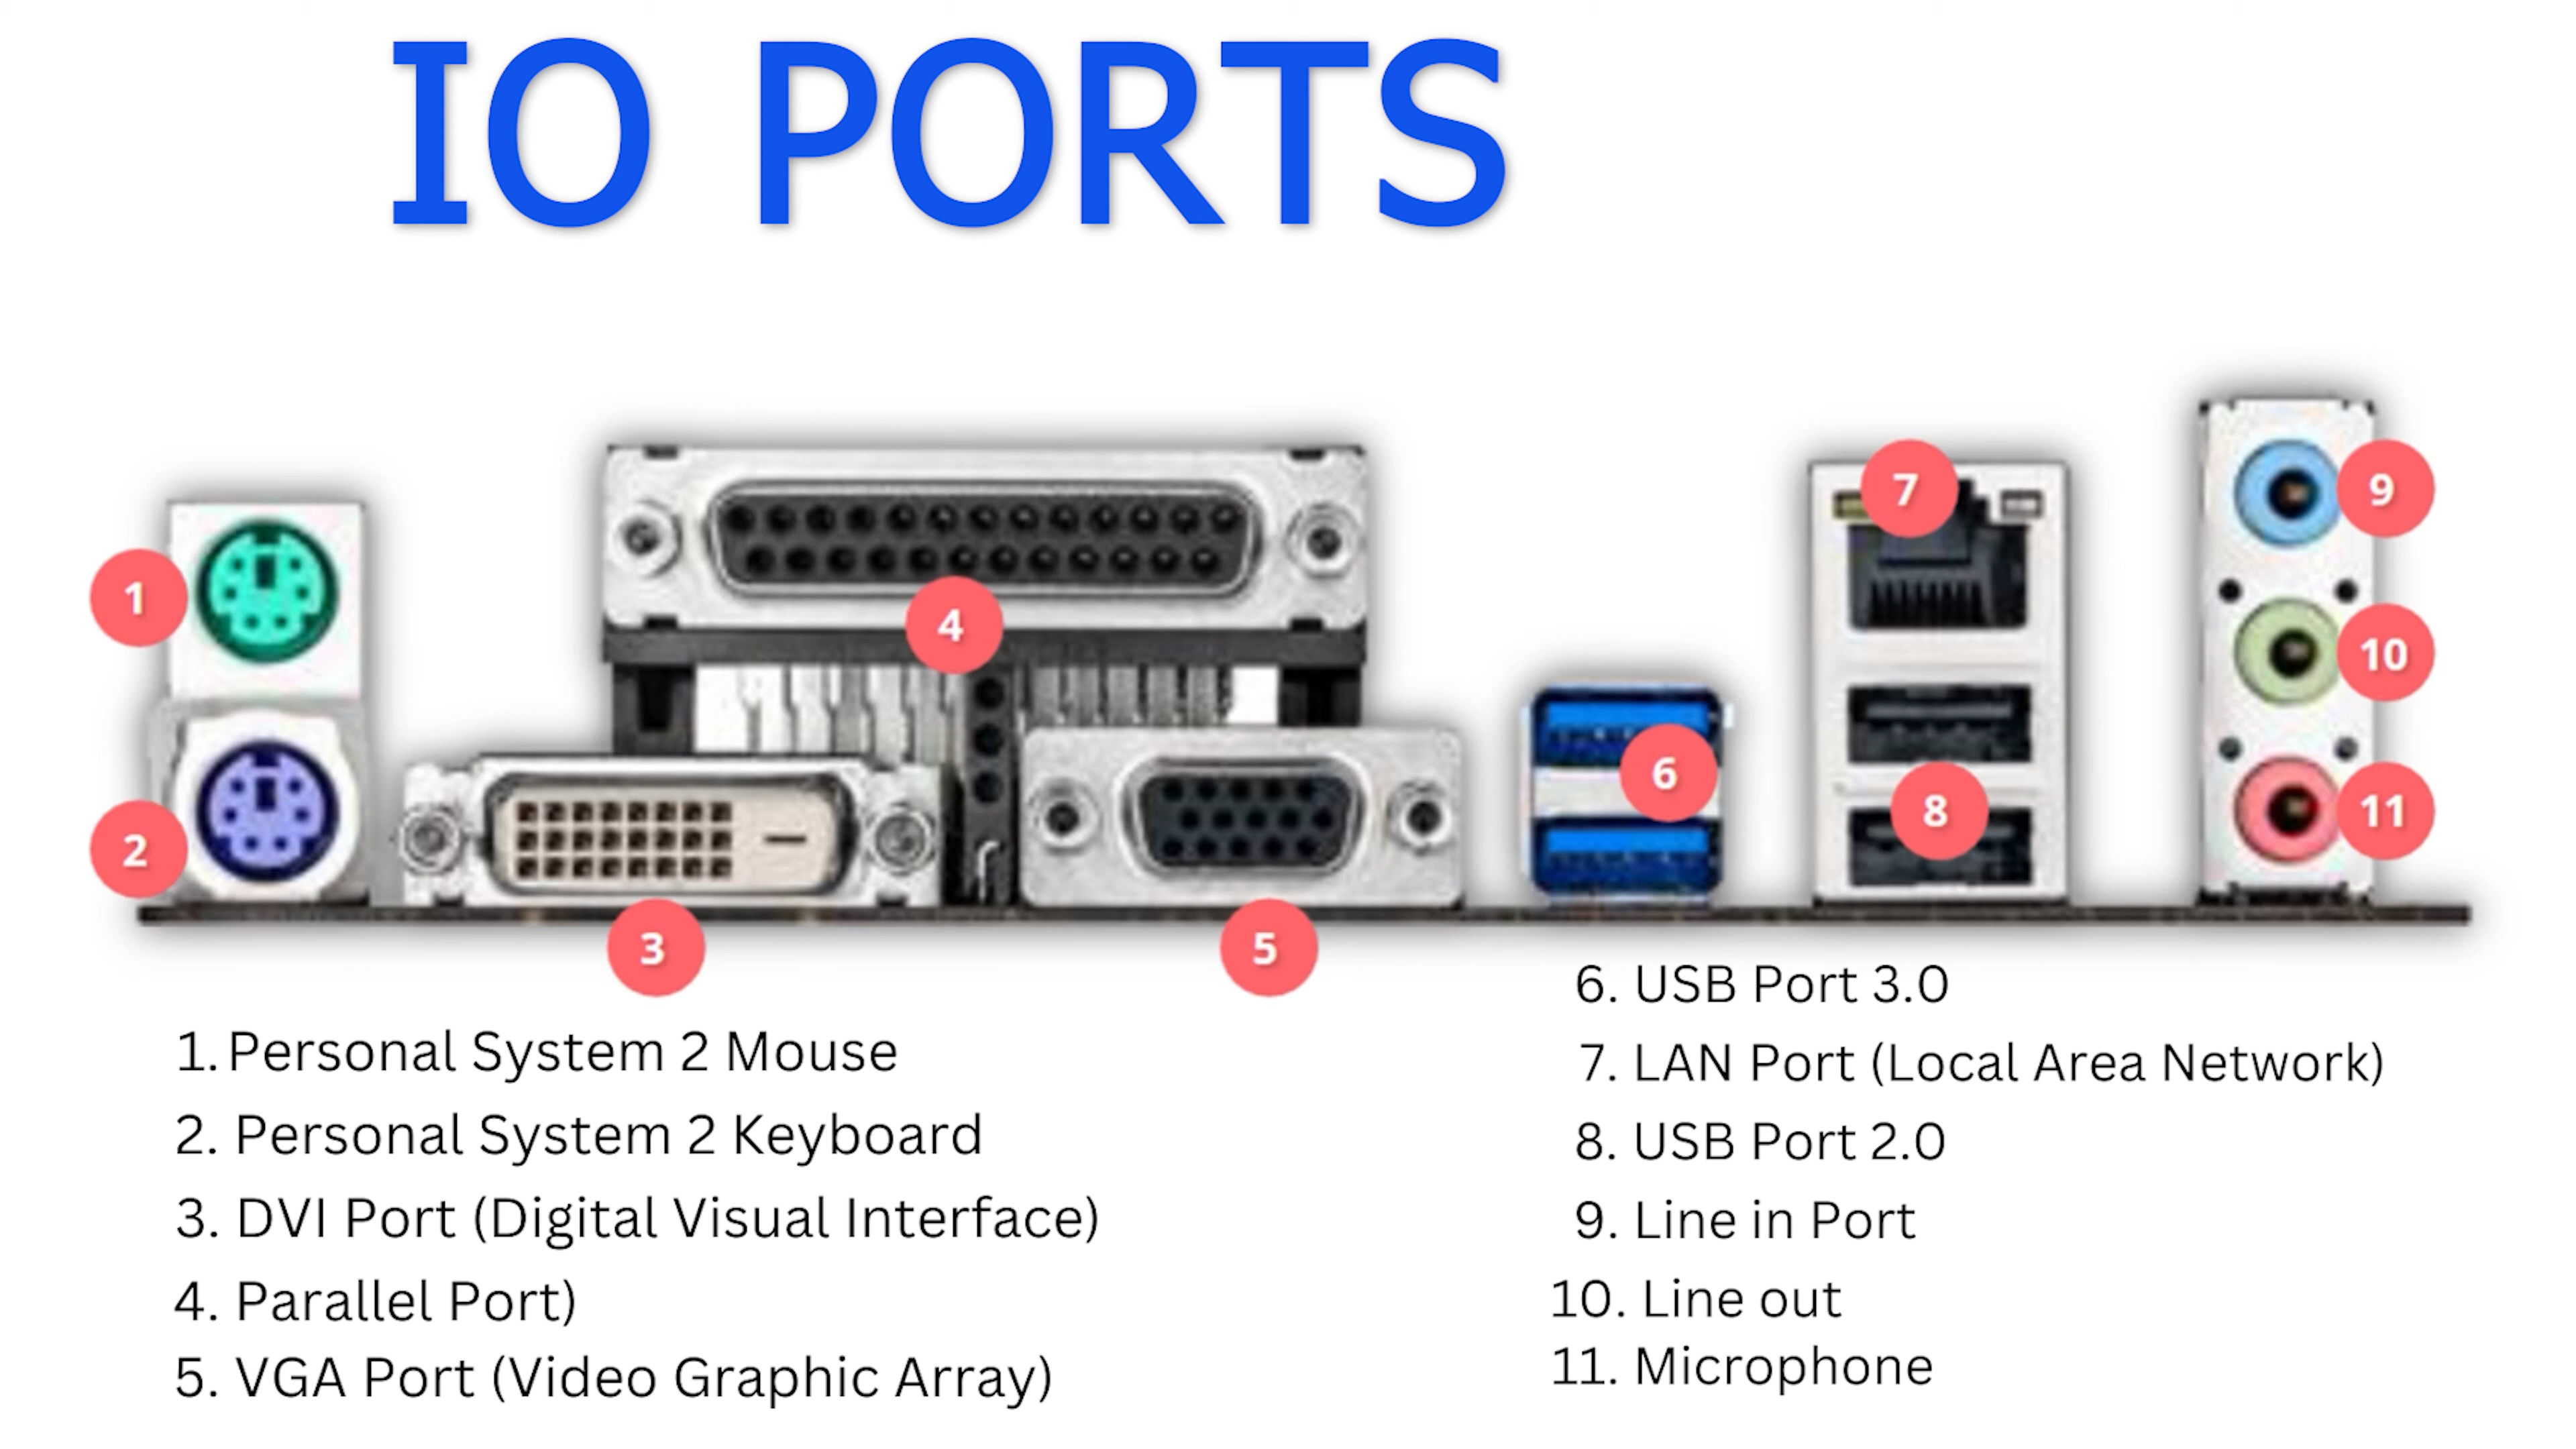 IO PORTS
1
2
3
4
5
6
7
8
9
10
11
1. Personal System 2 Mouse
2. Personal System 2 Keyboard
3. DVI Port (Digital Visual Interface)
4. Parallel Port)
5. VGA Port (Video Graphic Array)
6. USB Port 3.0
7. LAN Port (Local Area Network)
8. USB Port 2.0
9. Line in Port
10. Line out
11. Microphone